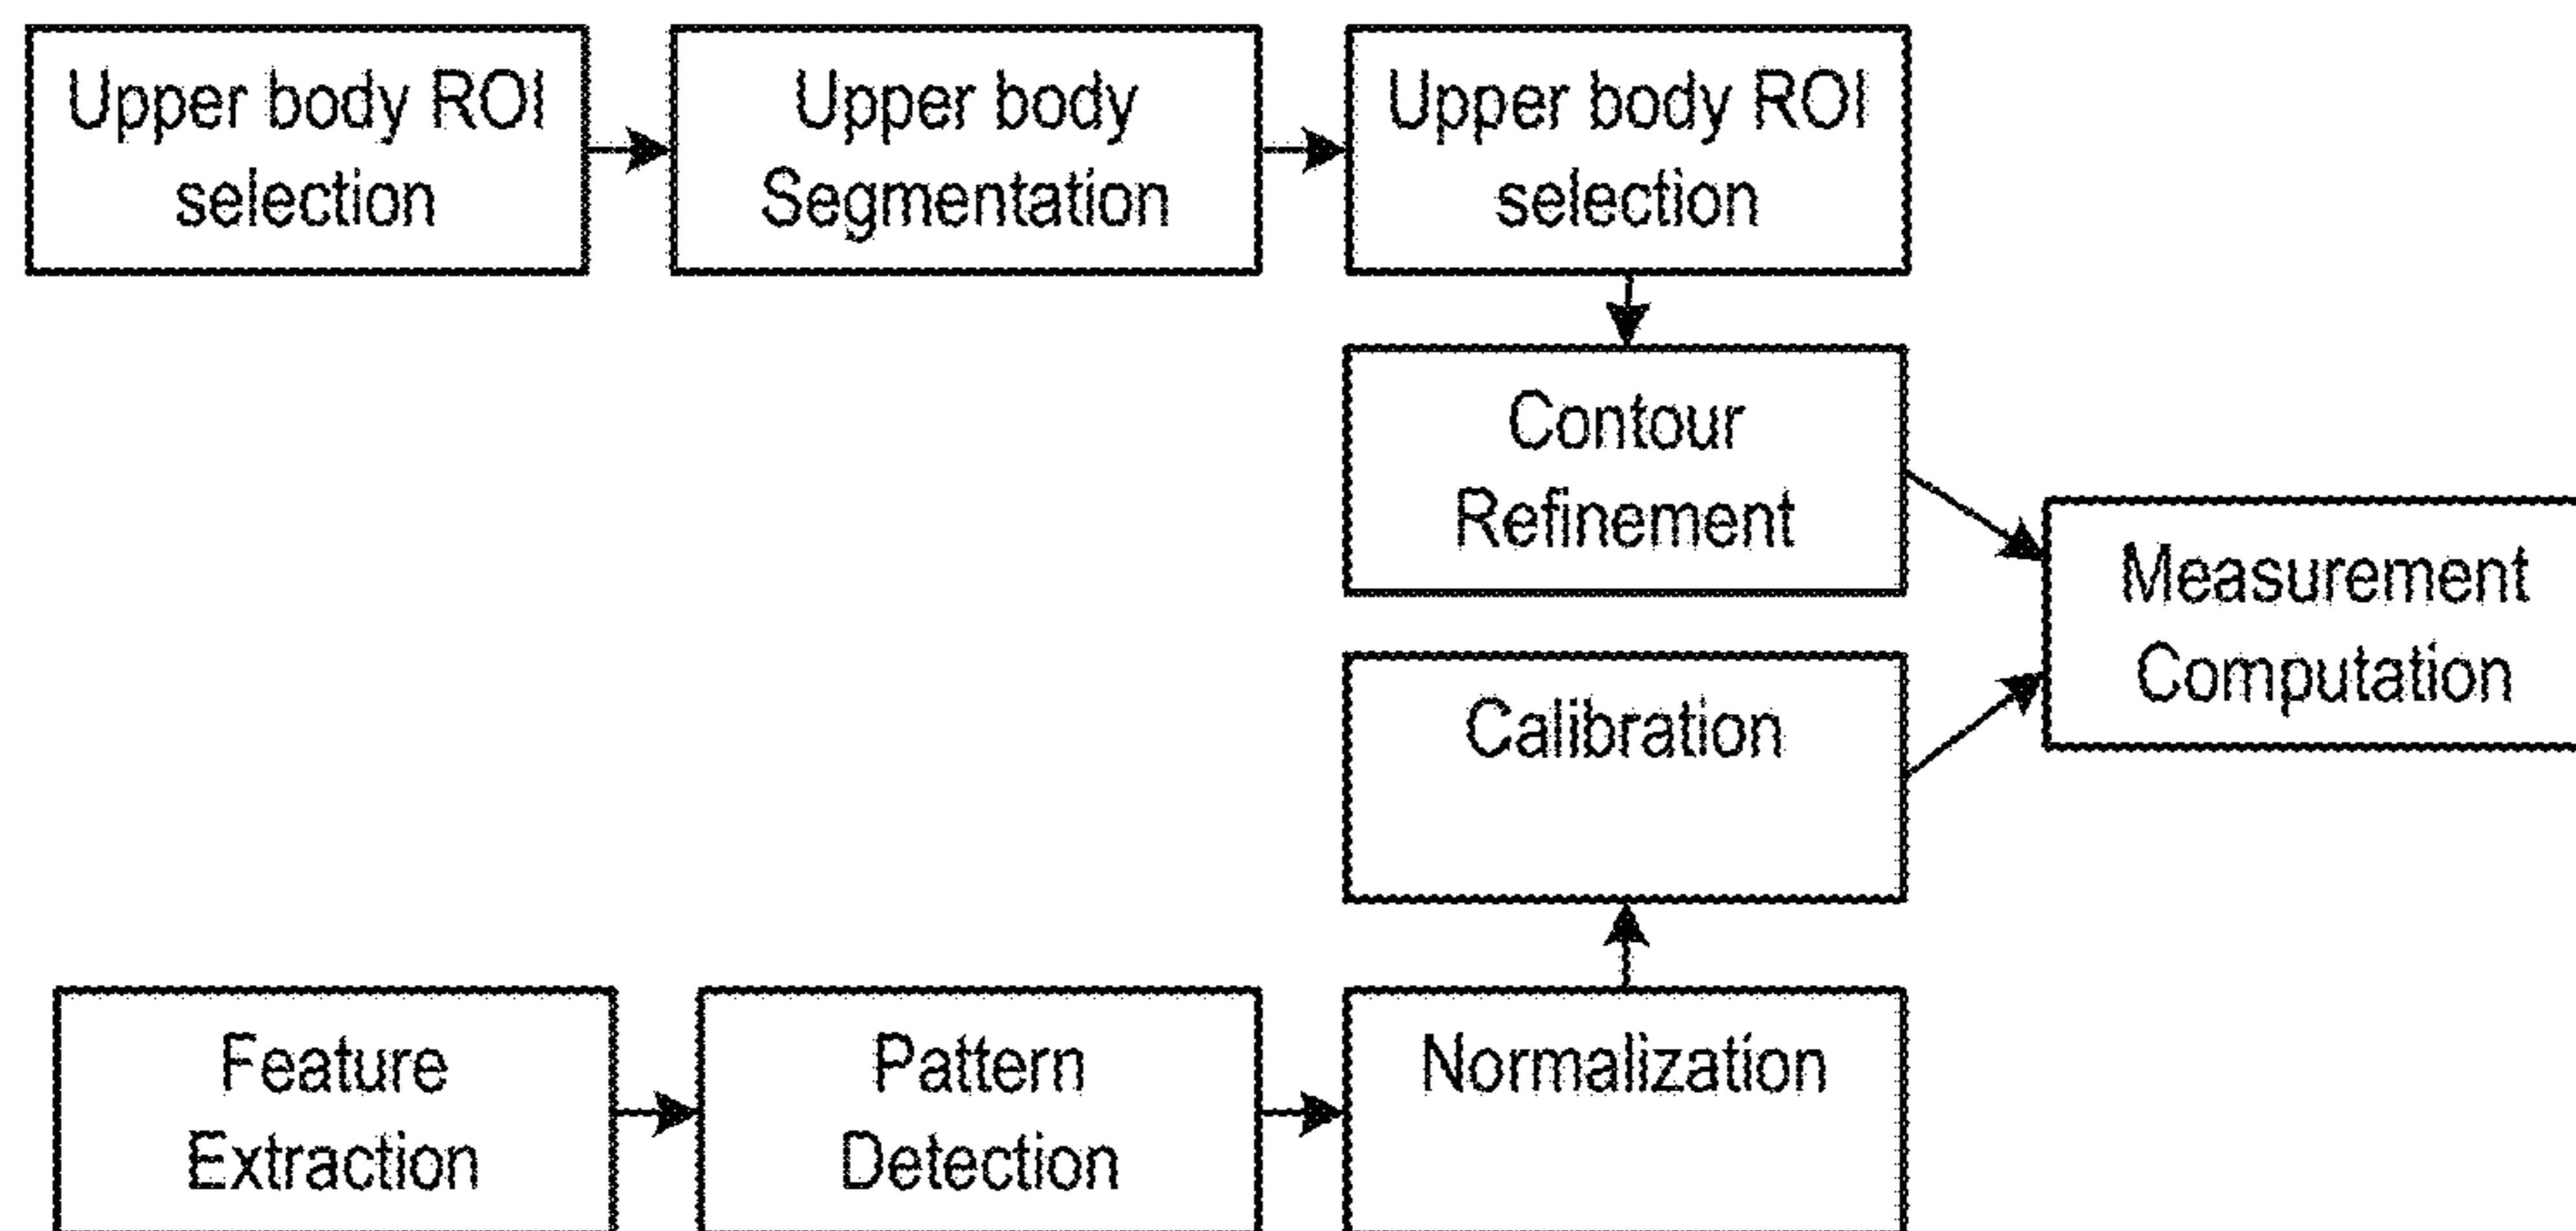 Upper body ROI
selection
Upper body
Segmentation
Upper body ROI
selection
Contour
Refinement
Measurement
Computation
Calibration
Feature
Extraction
Pattern
Detection
Normalization